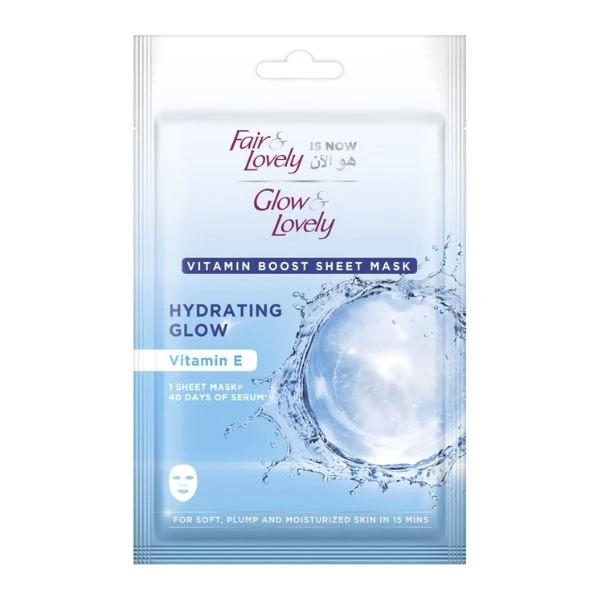 Fair & Lovely
IS NOW
هو الآن
Glow & Lovely
VITAMIN BOOST SHEET MASK
HYDRATING
GLOW
Vitamin E
1 SHEET MASK=
40 DAYS OF SERUM*
FOR SOFT, PLUMP AND MOISTURIZED SKIN IN 15 MINS